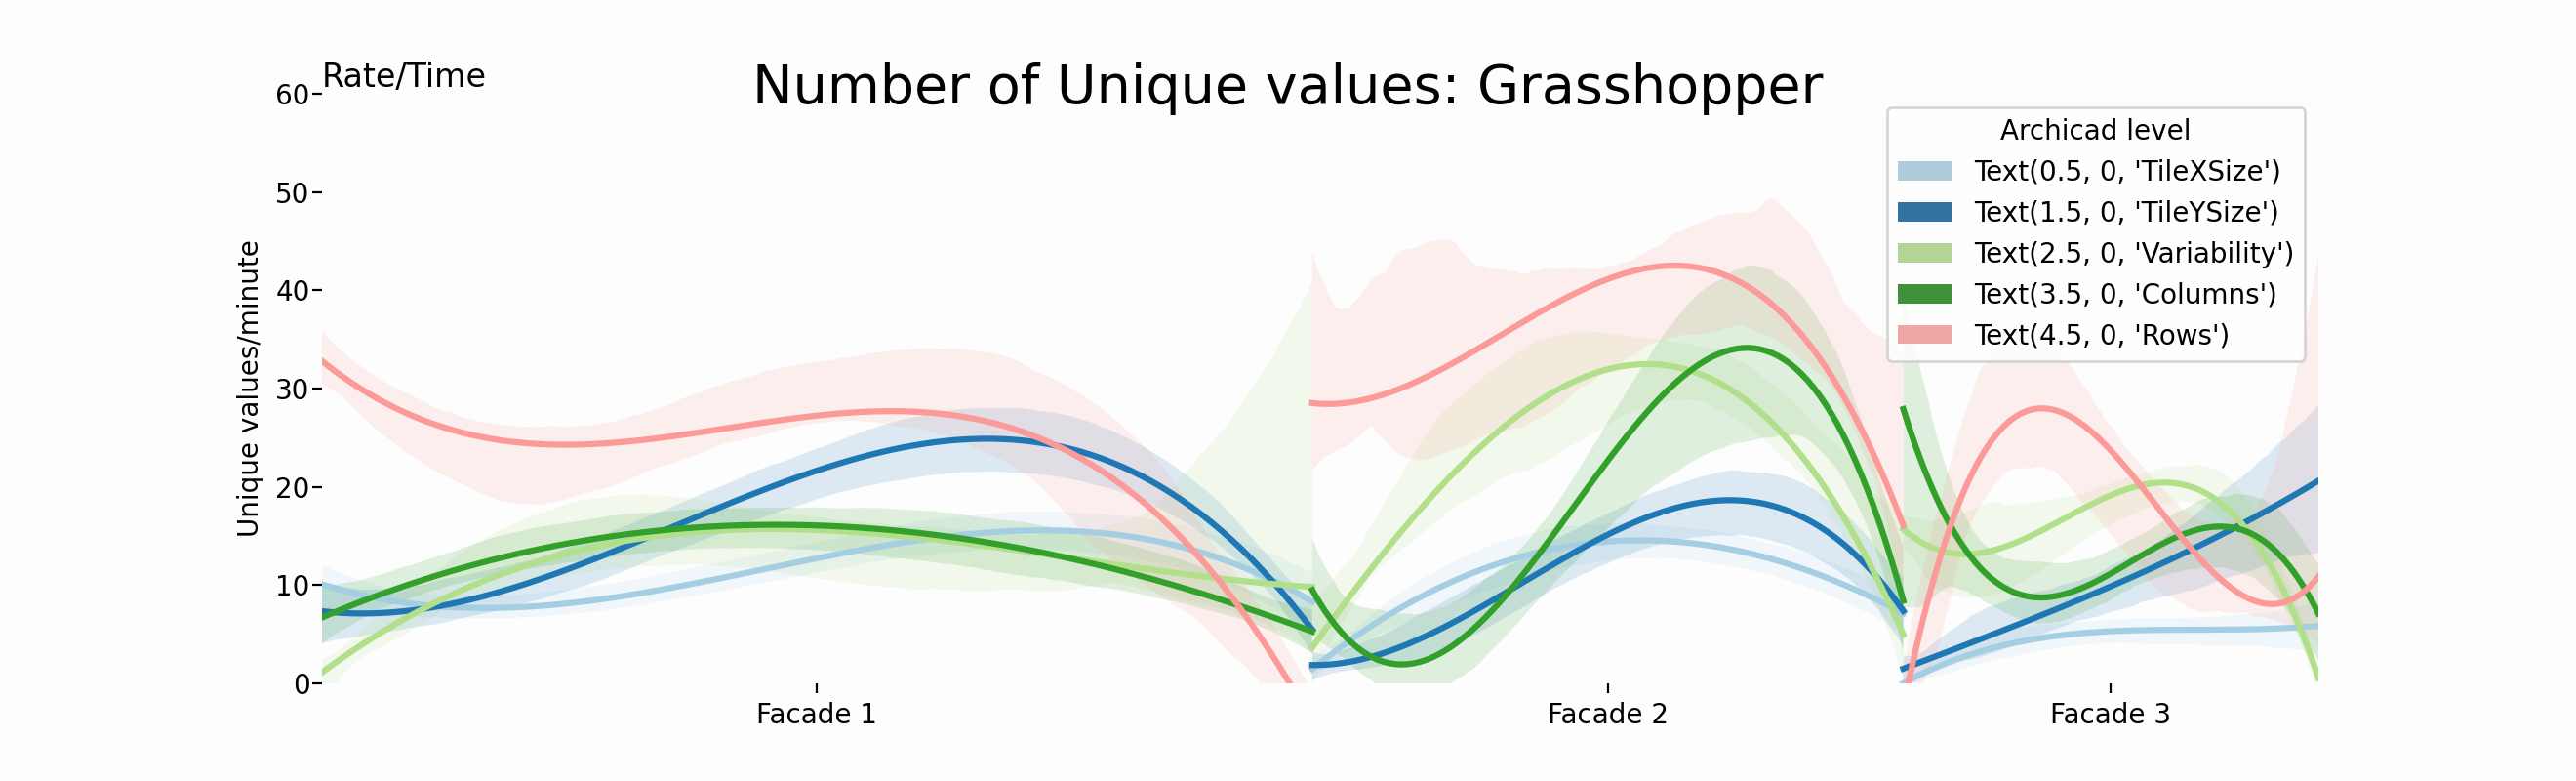 Rate/Time
Number of Unique values: Grasshopper
60
50
40
30
20
10
0
Unique values/minute
Archicad level
Text(0.5, 0, 'TileXSize')
Text(1.5, 0, 'TileYSize')
Text(2.5, 0, 'Variability')
Text(3.5, 0, 'Columns')
Text(4.5, 0, 'Rows')
Facade 1
Facade 2
Facade 3